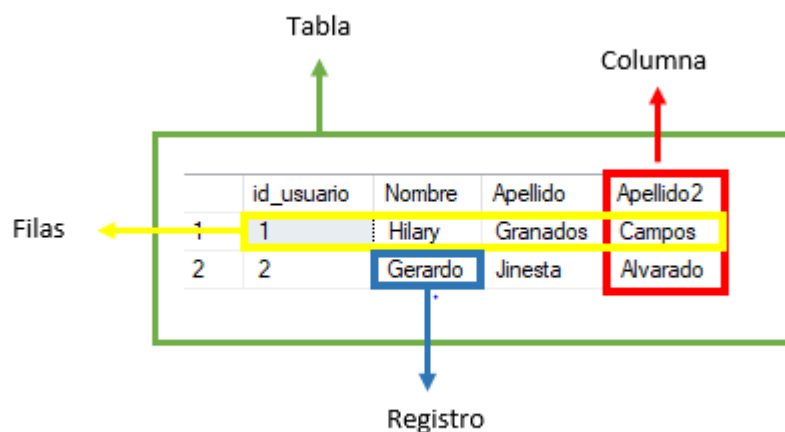 Tabla
Columna
id_usuario Nombre Apellido Apellido2
Filas
1 1 Hilary Granados Campos
2 2 Gerardo Jinesta Alvarado
Registro